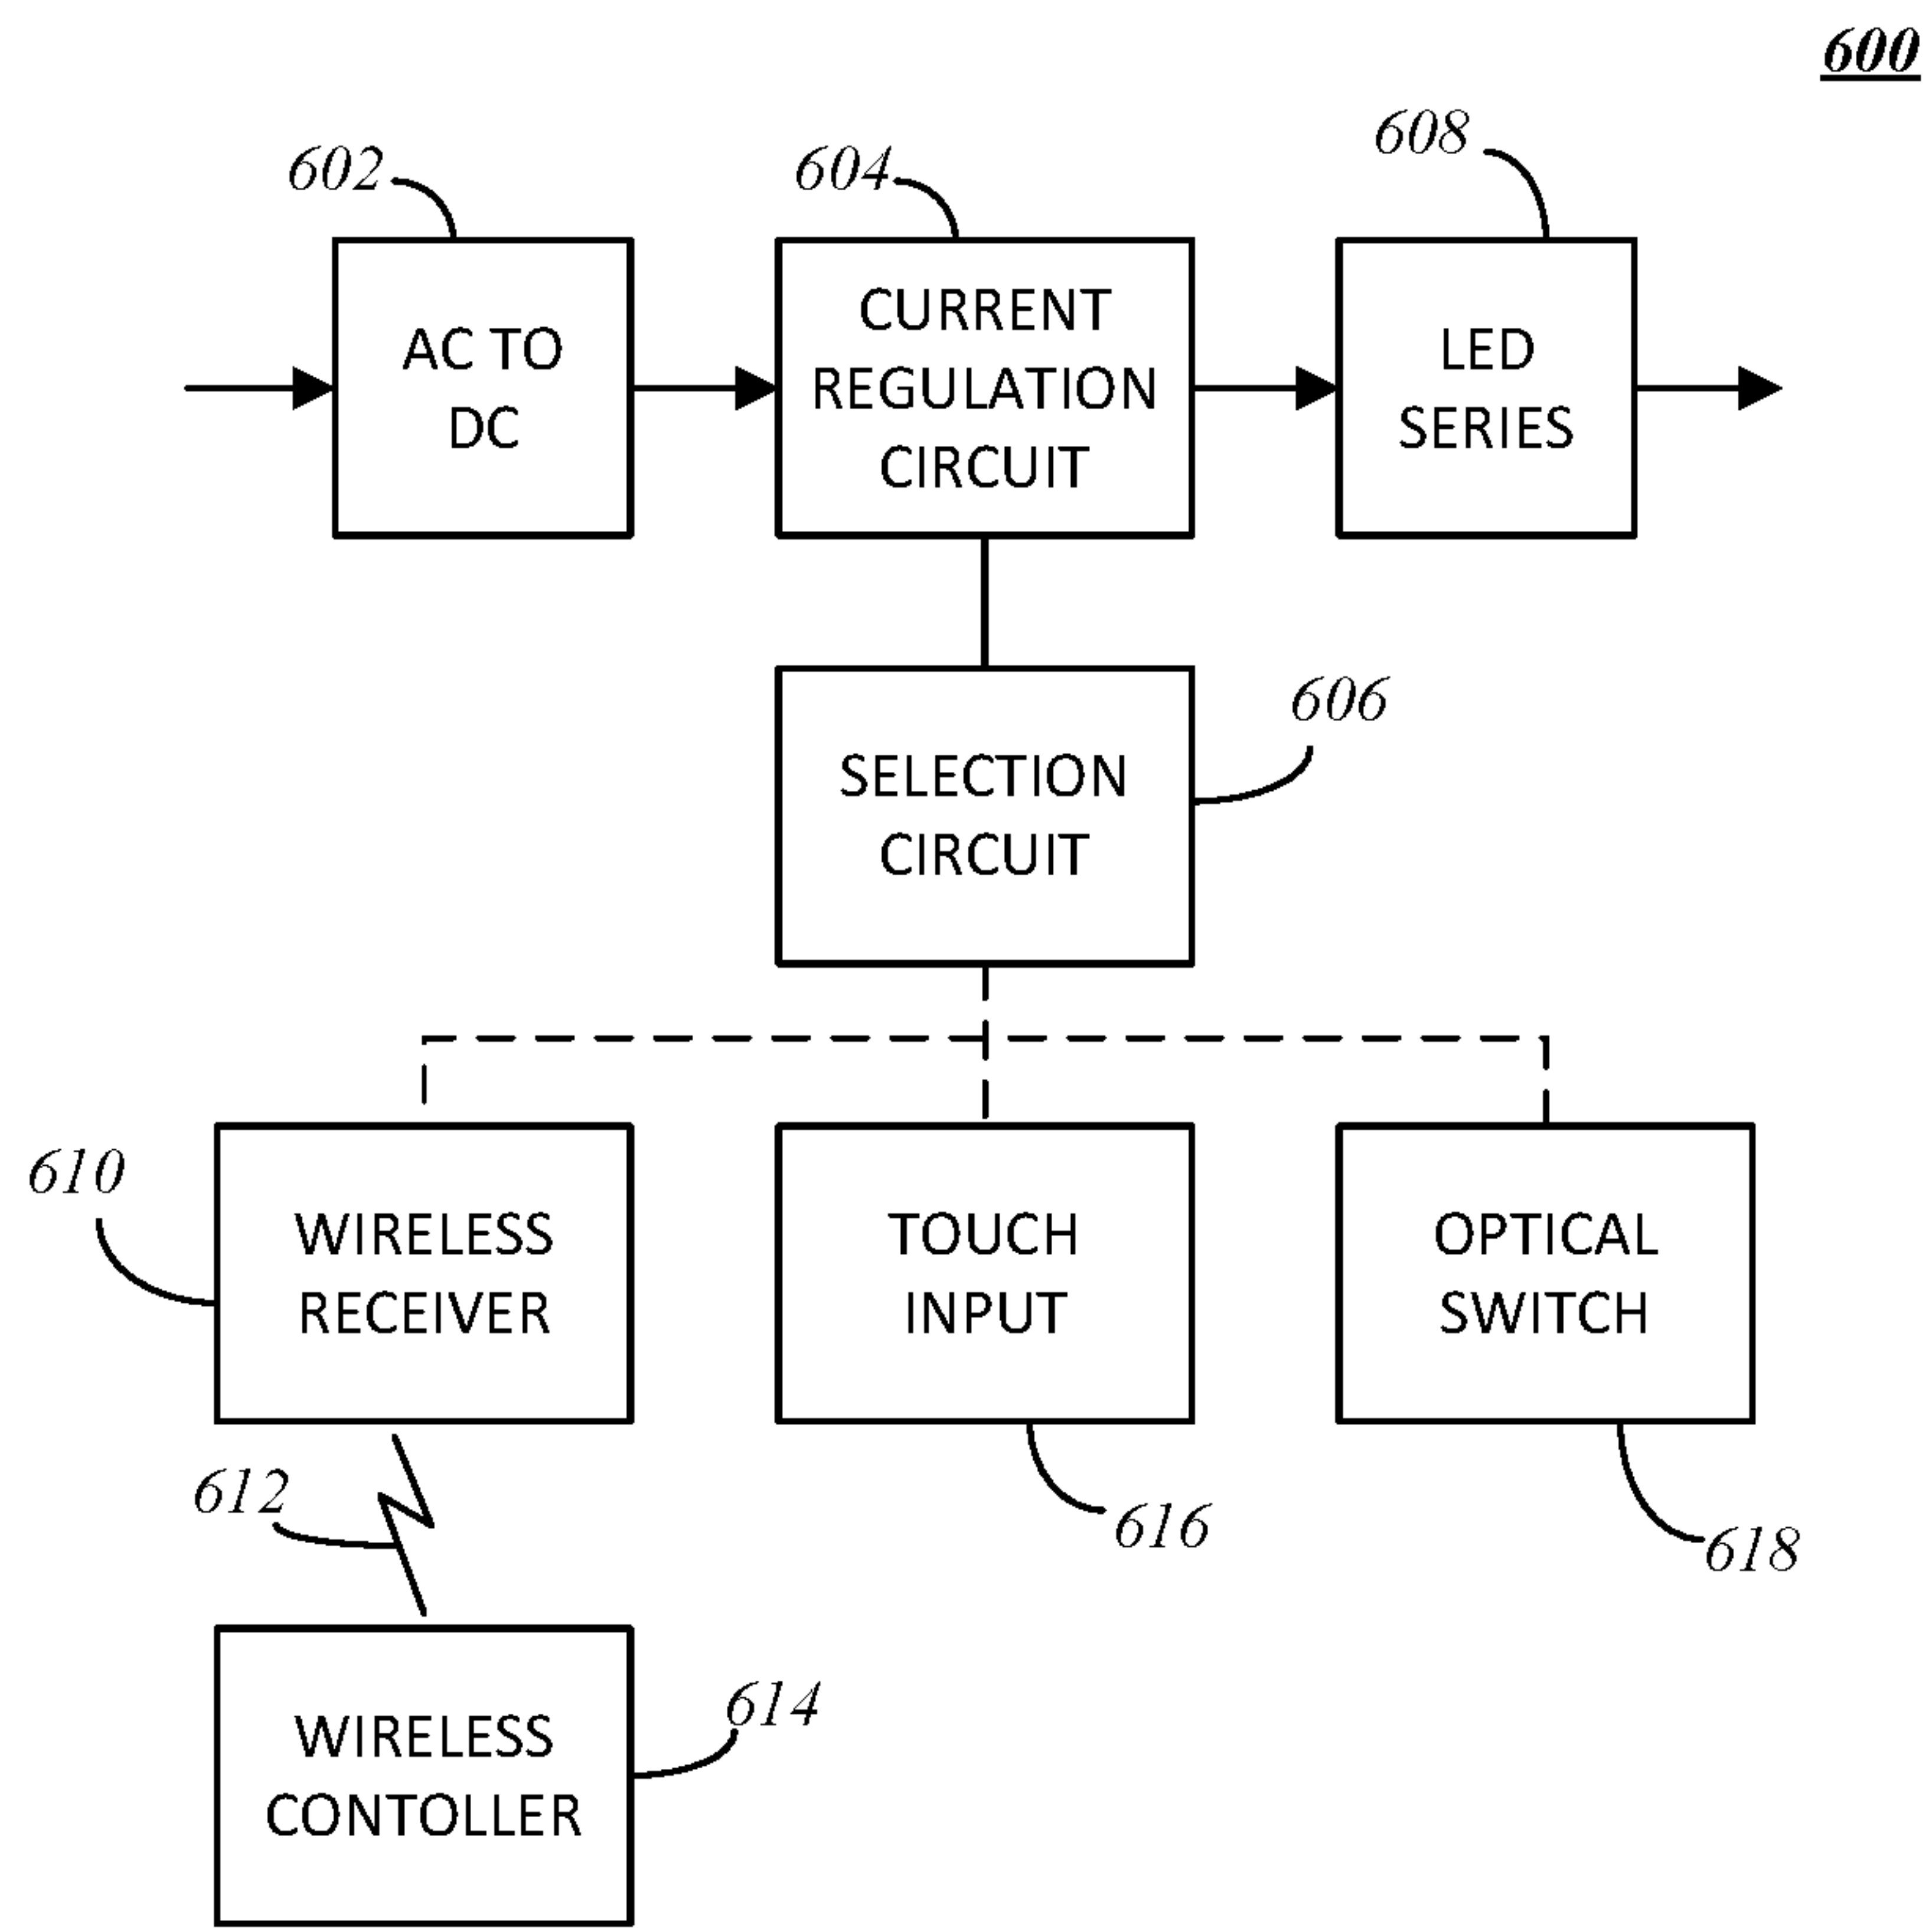 600
602
604
608
AC TO
DC
CURRENT
REGULATION
CIRCUIT
LED
SERIES
606
SELECTION
CIRCUIT
610
WIRELESS
RECEIVER
TOUCH
INPUT
OPTICAL
SWITCH
612
616
618
614
WIRELESS
CONTOLLER